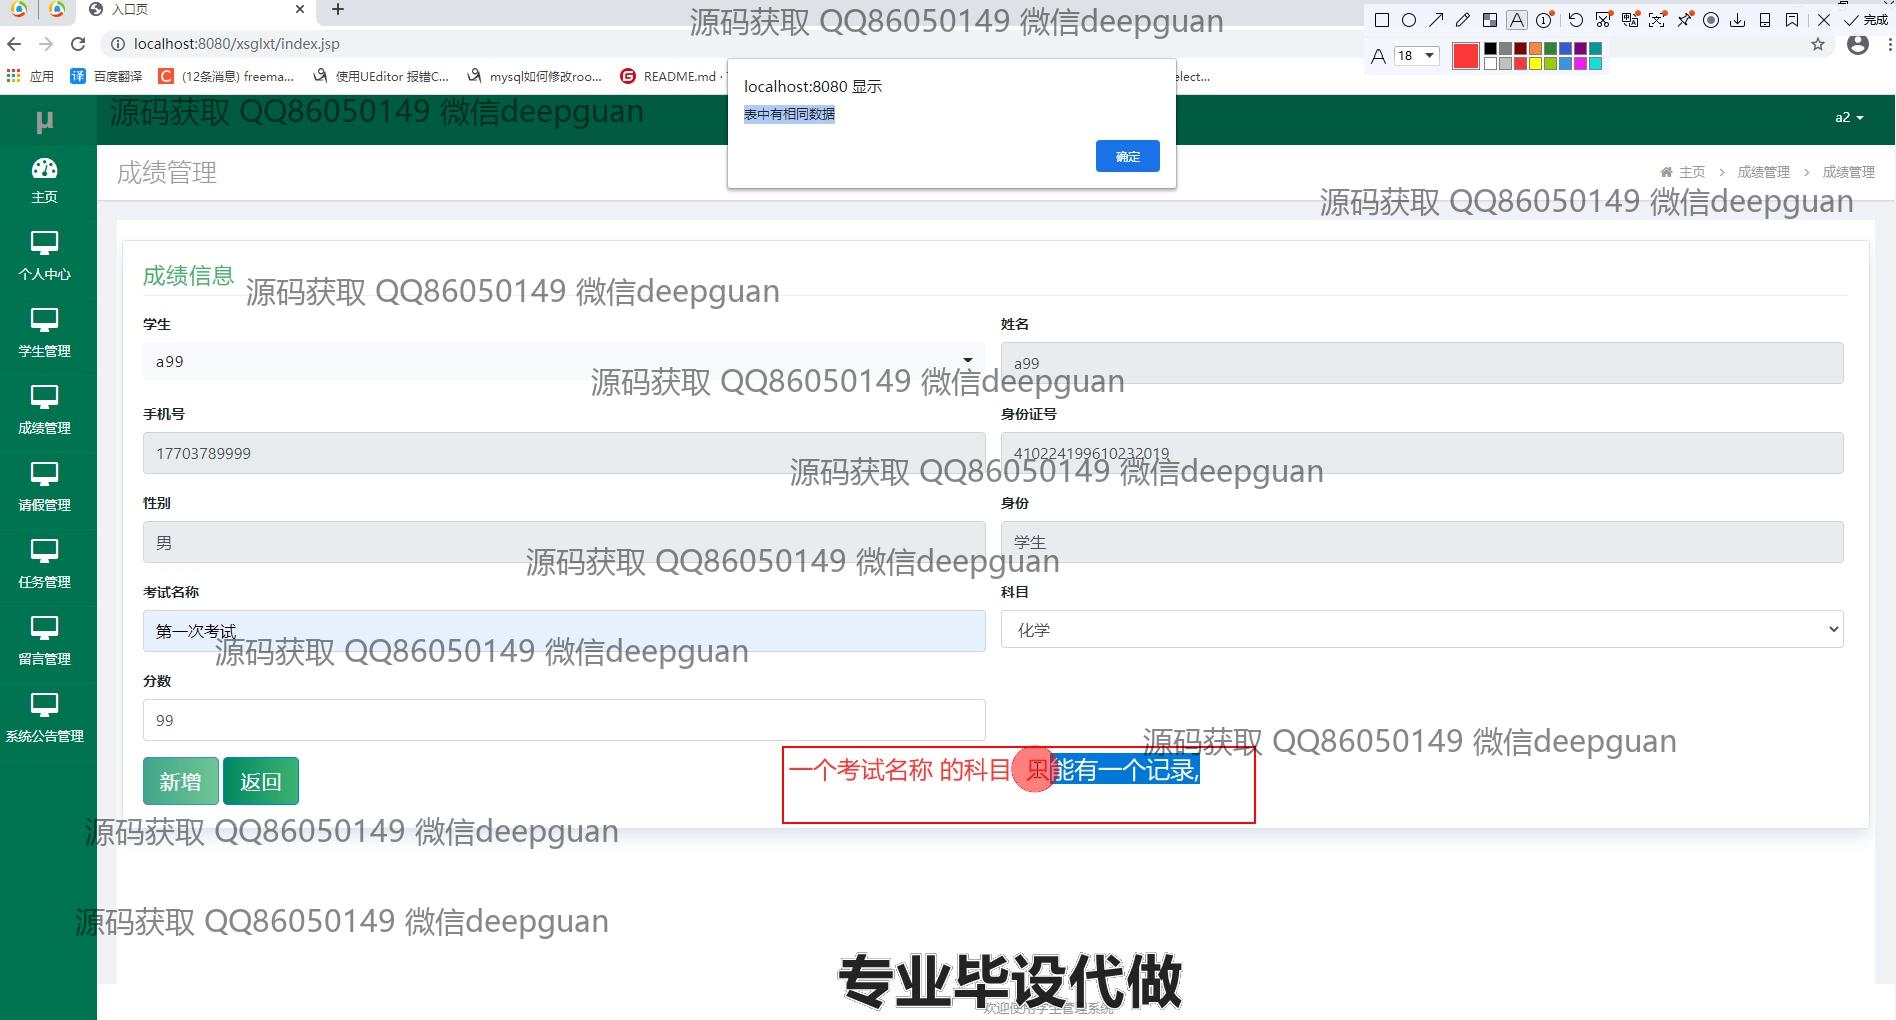 入口页
源码获取 QQ86050149 微信deepguan
完成
localhost:8080/xsglxt/index.jsp
18
应用
百度翻译
(12条消息) freema...
使用UEditor 报错C...
mysql如何修改roo...
README.md ·
elect...
localhost:8080 显示
表中有相同数据
确定
源码获取 QQ86050149 微信deepguan
a2
主页
个人中心
学生管理
成绩管理
请假管理
任务管理
留言管理
系统公告管理
成绩管理
主页 > 成绩管理 > 成绩管理
源码获取 QQ86050149 微信deepguan
成绩信息
源码获取 QQ86050149 微信deepguan
学生
a99
姓名
a99
源码获取 QQ86050149 微信deepguan
手机号
17703789999
身份证号
410224199610232019
源码获取 QQ86050149 微信deepguan
性别
男
身份
学生
源码获取 QQ86050149 微信deepguan
考试名称
第一次考试
科目
化学
源码获取 QQ86050149 微信deepguan
分数
99
源码获取 QQ86050149 微信deepguan
新增
返回
一个考试名称 的科目 只能有一个记录,
源码获取 QQ86050149 微信deepguan
源码获取 QQ86050149 微信deepguan
专业毕设代做
欢迎使用学生管理系统